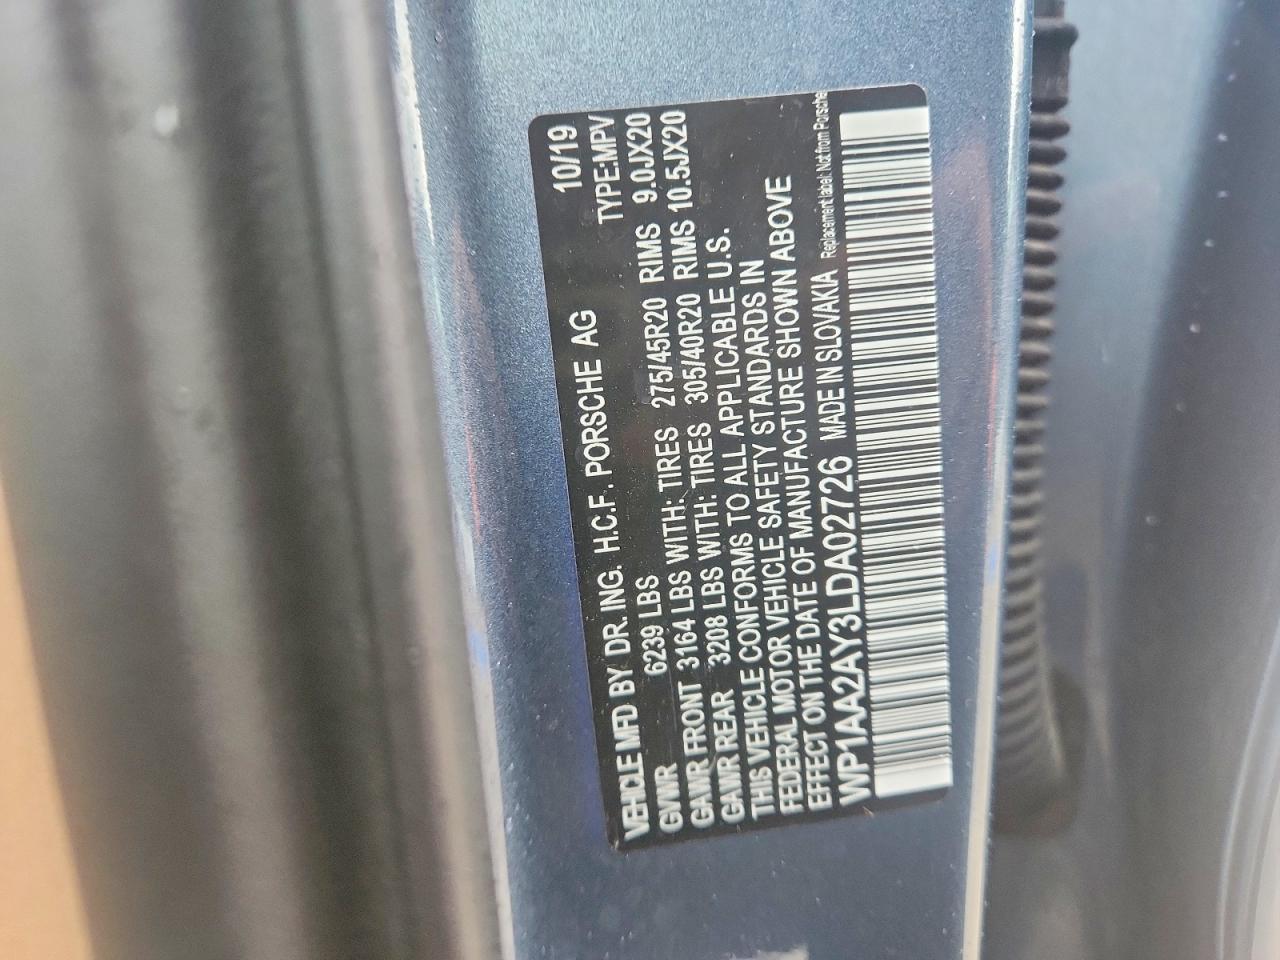 VEHICLE MFD BY DR. ING. H.C.F. PORSCHE AG 10/19
GVWR 6239 LBS TYPE:MPV
GAWR FRONT 3164 LBS WITH: TIRES 275/45R20 RIMS 9.0JX20
GAWR REAR 3208 LBS WITH: TIRES 305/40R20 RIMS 10.5JX20
THIS VEHICLE CONFORMS TO ALL APPLICABLE U.S.
FEDERAL MOTOR VEHICLE SAFETY STANDARDS IN
EFFECT ON THE DATE OF MANUFACTURE SHOWN ABOVE
WP1AA2AY3LDA02726 MADE IN SLOVAKIA Replacement label: Not from Porsche